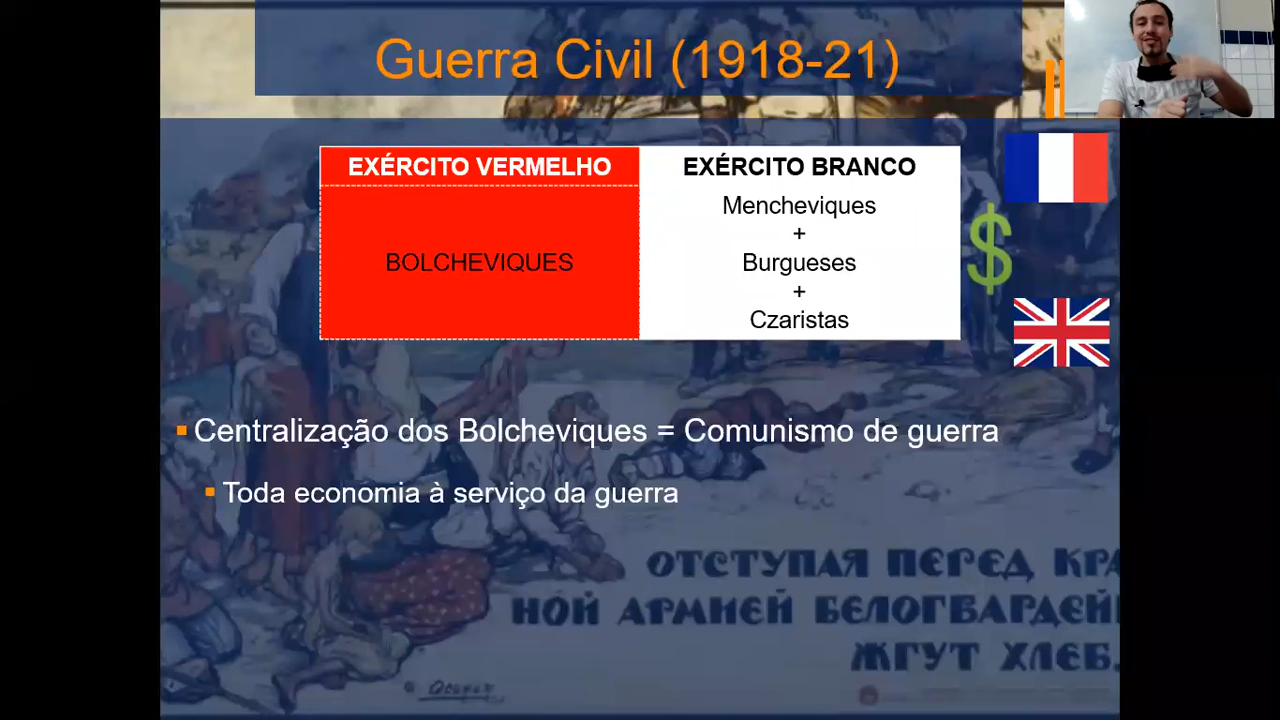 Guerra Civil (1918-21)
EXÉRCITO VERMELHO
EXÉRCITO BRANCO
BOLCHEVIQUES
Mencheviques
+
Burgueses
+
Czaristas
$
Centralização dos Bolcheviques = Comunismo de guerra
Toda economia à serviço da guerra
ОТСТУПАЯ ПЕРЕД КРА
НОЙ АРМИЕЙ БЕЛОГВАРДЕЙ
ЖГУТ ХЛЕБ.